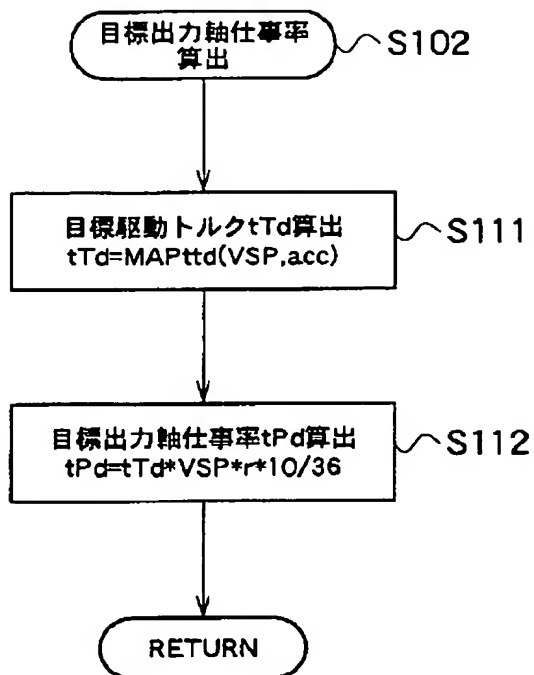 目標出力軸仕事率
算出
S102
目標駆動トルクtTd算出
tTd=MAPttd(VSP,acc)
S111
目標出力軸仕事率tPd算出
tPd=tTd*VSP*r*10/36
S112
RETURN